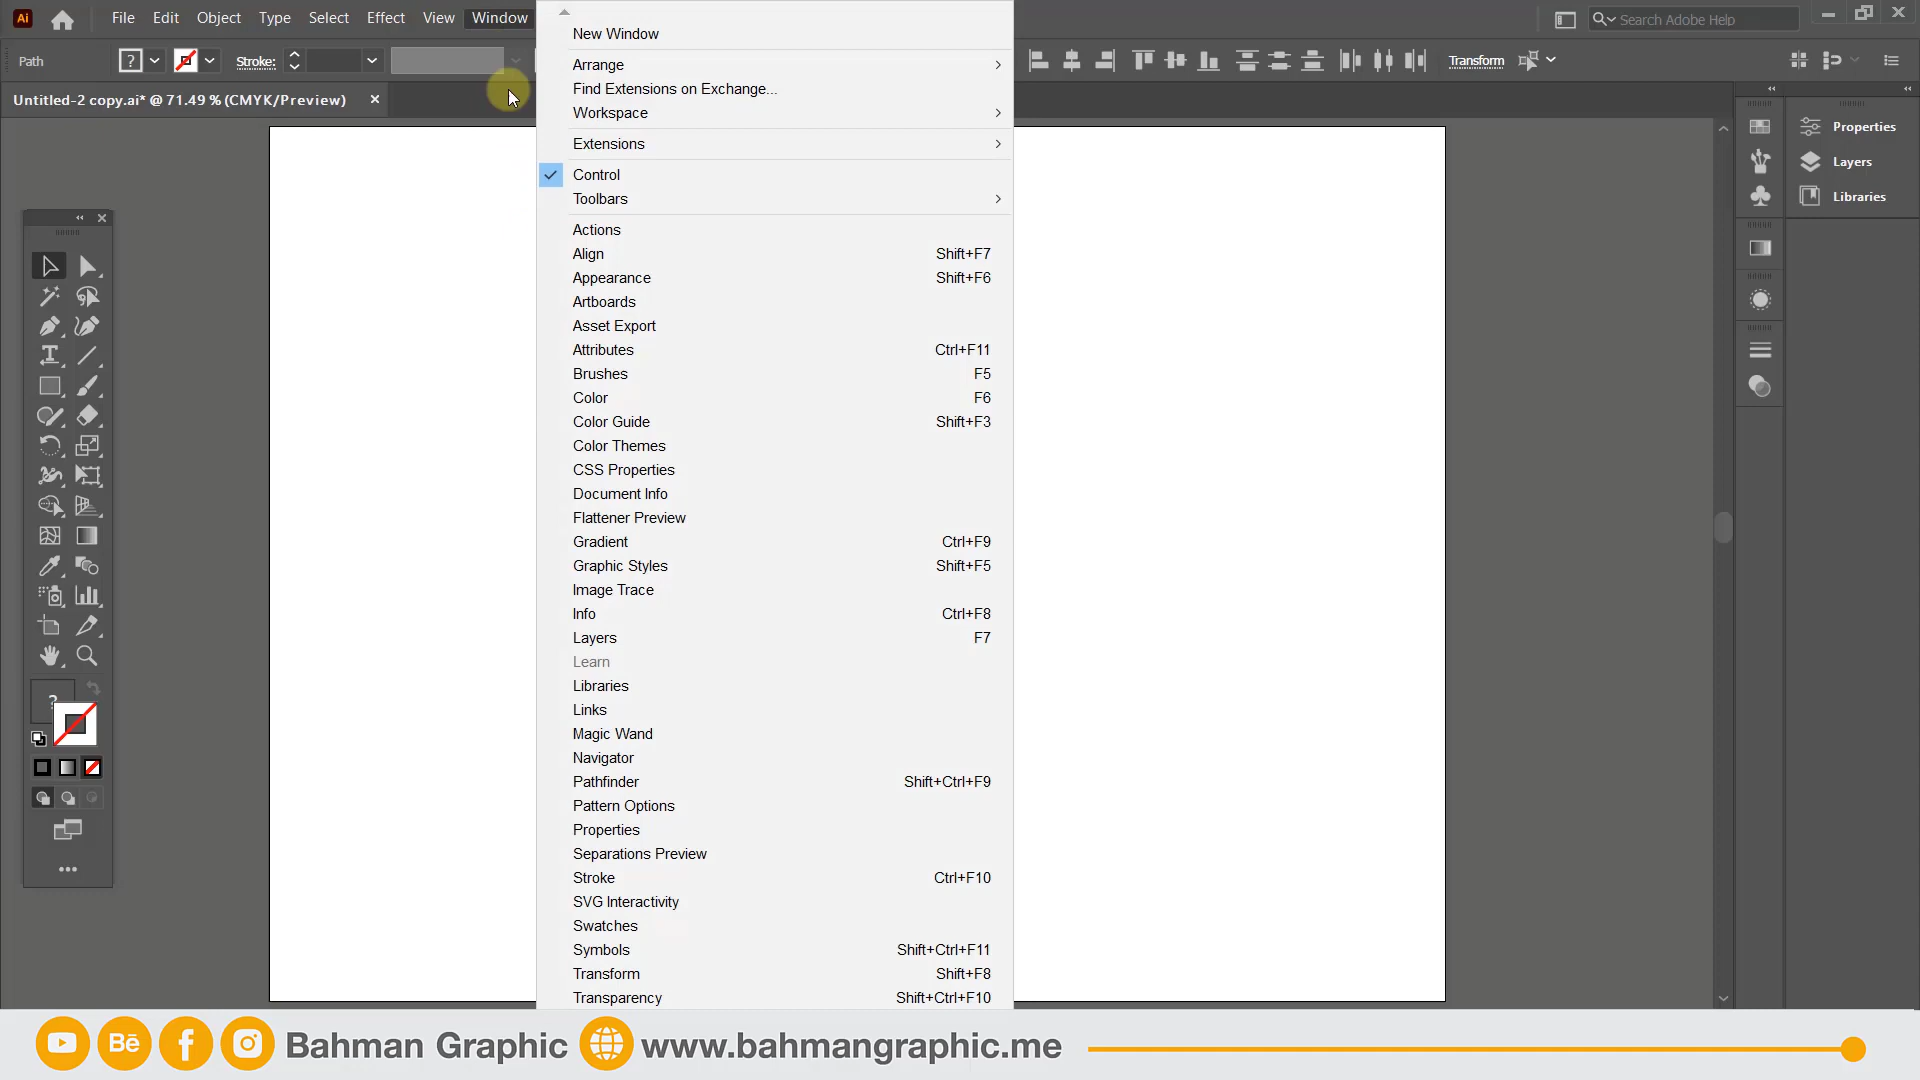 Ai
File Edit Object Type Select Effect View Window
Search Adobe Help
Path
?
Stroke:
Transform
Untitled-2 copy.ai* @ 71.49 % (CMYK/Preview)
New Window
Arrange
Find Extensions on Exchange...
Workspace
Extensions
Control
Toolbars
Actions
Align Shift+F7
Appearance Shift+F6
Artboards
Asset Export
Attributes Ctrl+F11
Brushes F5
Color F6
Color Guide Shift+F3
Color Themes
CSS Properties
Document Info
Flattener Preview
Gradient Ctrl+F9
Graphic Styles Shift+F5
Image Trace
Info Ctrl+F8
Layers F7
Learn
Libraries
Links
Magic Wand
Navigator
Pathfinder Shift+Ctrl+F9
Pattern Options
Properties
Separations Preview
Stroke Ctrl+F10
SVG Interactivity
Swatches
Symbols Shift+Ctrl+F11
Transform Shift+F8
Transparency Shift+Ctrl+F10
Properties
Layers
Libraries
?
Bē
Bahman Graphic
www.bahmangraphic.me